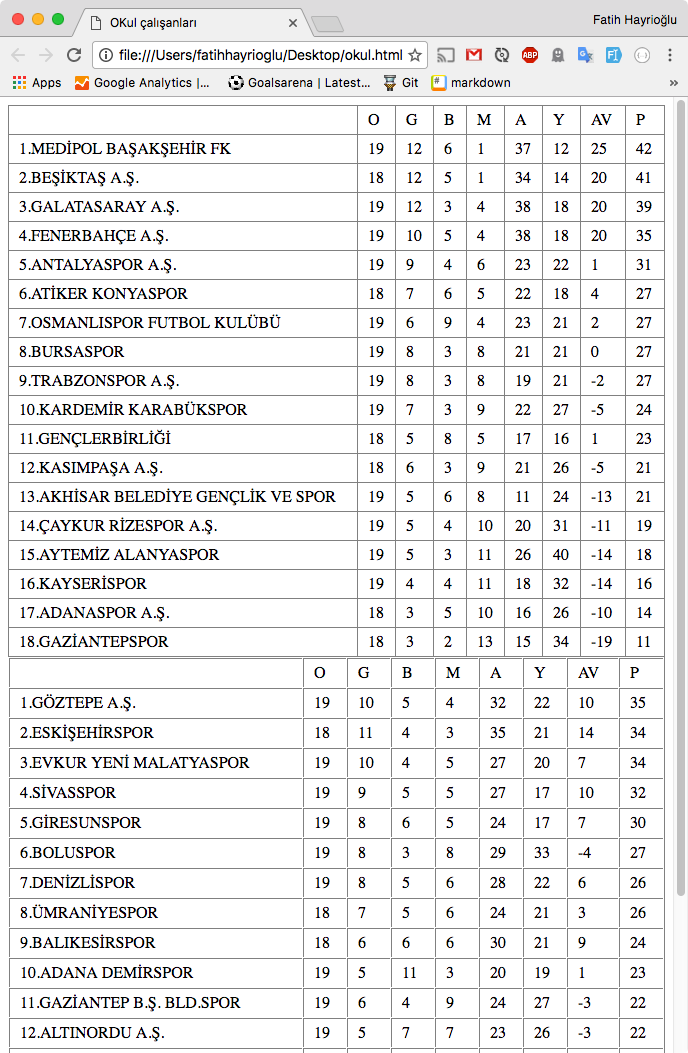 OKul çalışanları
Fatih Hayrioğlu
file:///Users/fatihhayrioglu/Desktop/okul.html
ABP
Apps Google Analytics |... Goalsarena | Latest... Git # markdown »
O G B M A Y AV P
1.MEDİPOL BAŞAKŞEHİR FK 19 12 6 1 37 12 25 42
2.BEŞİKTAŞ A.Ş. 18 12 5 1 34 14 20 41
3.GALATASARAY A.Ş. 19 12 3 4 38 18 20 39
4.FENERBAHÇE A.Ş. 19 10 5 4 38 18 20 35
5.ANTALYASPOR A.Ş. 19 9 4 6 23 22 1 31
6.ATİKER KONYASPOR 18 7 6 5 22 18 4 27
7.OSMANLISPOR FUTBOL KULÜBÜ 19 6 9 4 23 21 2 27
8.BURSASPOR 19 8 3 8 21 21 0 27
9.TRABZONSPOR A.Ş. 19 8 3 8 19 21 -2 27
10.KARDEMİR KARABÜKSPOR 19 7 3 9 22 27 -5 24
11.GENÇLERBİRLİĞİ 18 5 8 5 17 16 1 23
12.KASIMPAŞA A.Ş. 18 6 3 9 21 26 -5 21
13.AKHİSAR BELEDİYE GENÇLİK VE SPOR 19 5 6 8 11 24 -13 21
14.ÇAYKUR RİZESPOR A.Ş. 19 5 4 10 20 31 -11 19
15.AYTEMİZ ALANYASPOR 19 5 3 11 26 40 -14 18
16.KAYSERİSPOR 19 4 4 11 18 32 -14 16
17.ADANASPOR A.Ş. 18 3 5 10 16 26 -10 14
18.GAZİANTEPSPOR 18 3 2 13 15 34 -19 11
O G B M A Y AV P
1.GÖZTEPE A.Ş. 19 10 5 4 32 22 10 35
2.ESKİŞEHİRSPOR 18 11 4 3 35 21 14 34
3.EVKUR YENİ MALATYASPOR 19 10 4 5 27 20 7 34
4.SİVASSPOR 19 9 5 5 27 17 10 32
5.GİRESUNSPOR 19 8 6 5 24 17 7 30
6.BOLUSPOR 19 8 3 8 29 33 -4 27
7.DENİZLİSPOR 19 8 5 6 28 22 6 26
8.ÜMRANİYESPOR 18 7 5 6 24 21 3 26
9.BALIKESİRSPOR 18 6 6 6 30 21 9 24
10.ADANA DEMİRSPOR 19 5 11 3 20 19 1 23
11.GAZİANTEP B.Ş. BLD.SPOR 19 6 4 9 24 27 -3 22
12.ALTINORDU A.Ş. 19 5 7 7 23 26 -3 22